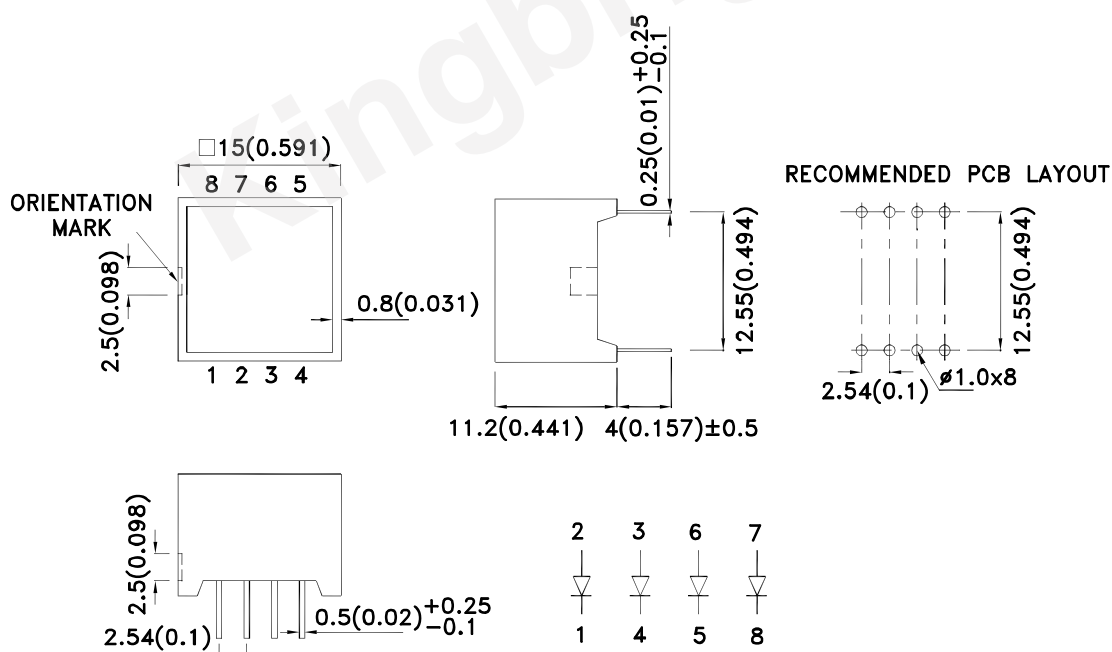 Kingbri
□15(0.591)
8 7 6 5
ORIENTATION
MARK
2.5(0.098)
0.8(0.031)
1 2 3 4
0.25(0.01)+0.25
-0.1
12.55(0.494)
11.2(0.441)
4(0.157)±0.5
RECOMMENDED PCB LAYOUT
12.55(0.494)
2.54(0.1)
ø1.0x8
2.5(0.098)
2.54(0.1)
0.5(0.02)+0.25
-0.1
2 3 6 7
1 4 5 8